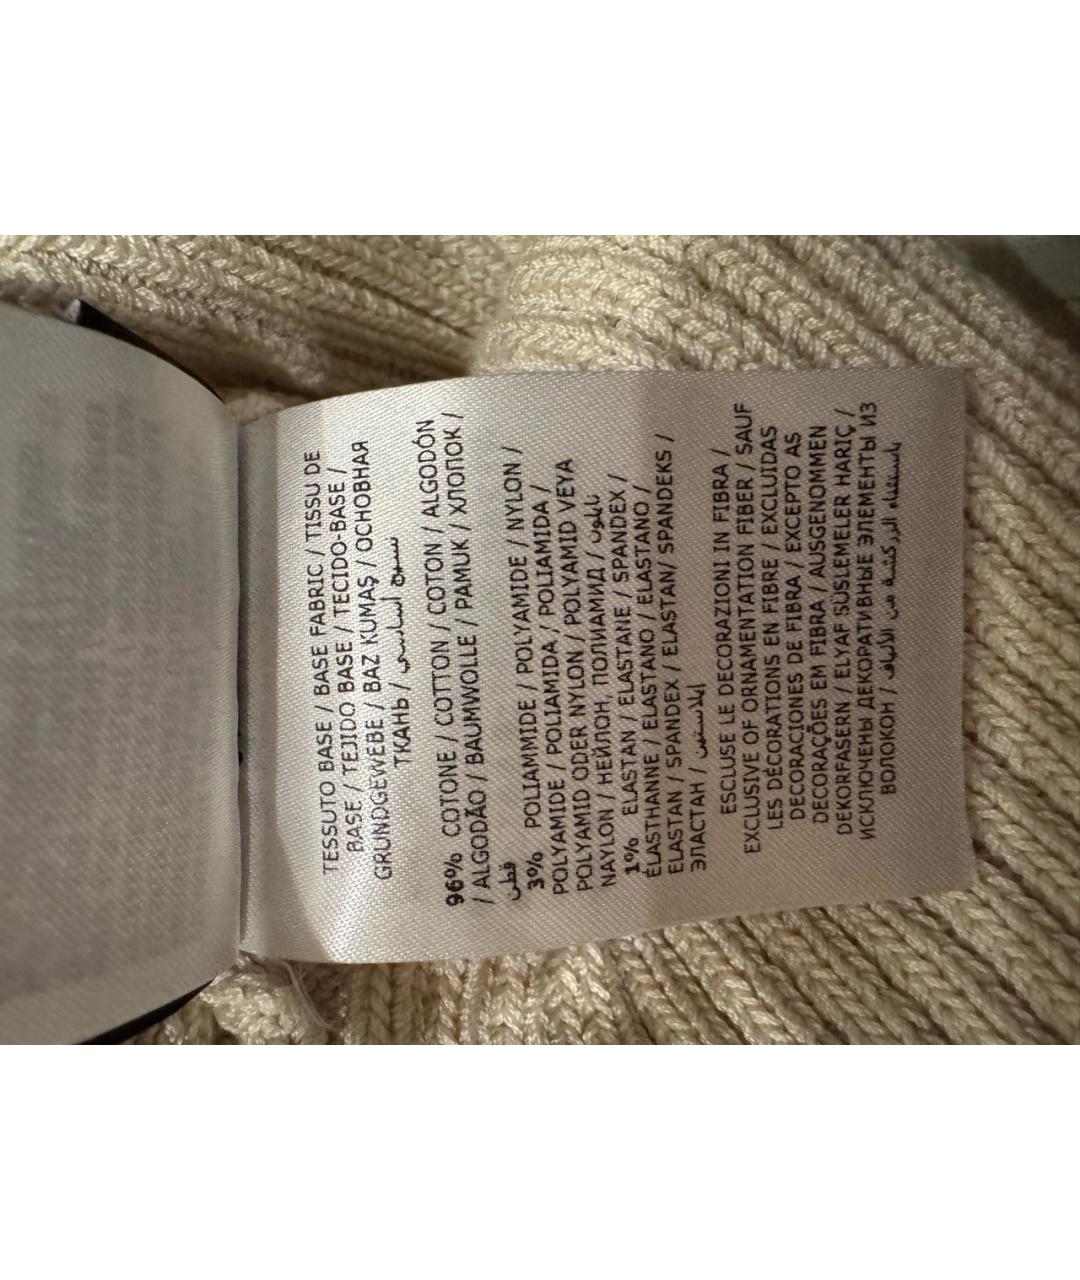 TESSUTO BASE / BASE FABRIC / TISSU DE
BASE / TEJIDO BASE / TECIDO-BASE /
GRUNDGEWEBE / BAZ KUMAŞ / ОСНОВНАЯ
ТКАНЬ / نسيج أساسي
96% COTONE / COTTON / COTON / ALGODÓN
/ ALGODÃO / BAUMWOLLE / PAMUK / ХЛОПОК /
قطن
3% POLIAMMIDE / POLYAMIDE / NYLON /
POLYAMIDE / POLIAMIDA / POLIAMIDA /
POLYAMID ODER NYLON / POLYAMID VEYA
NAYLON / НЕЙЛОН, ПОЛИАМИД / نايلون
1% ELASTAN / ELASTANE / SPANDEX /
ÉLASTHANNE / ELASTANO / ELASTANO /
ELASTAN / SPANDEX / ELASTAN/ SPANDEKS /
ЭЛАСТАН / إيلاستين
ESCLUSE LE DECORAZIONI IN FIBRA /
EXCLUSIVE OF ORNAMENTATION FIBER / SAUF
LES DÉCORATIONS EN FIBRE / EXCLUIDAS
DECORACIONES DE FIBRA / EXCEPTO AS
DECORAÇÕES EM FIBRA / AUSGENOMMEN
DEKORFASERN / ELYAF SUSLEMELER HARIÇ /
ИСКЛЮЧЕНЫ ДЕКОРАТИВНЫЕ ЭЛЕМЕНТЫ ИЗ
ВОЛОКОН / باستثناء الزركشة من الألياف